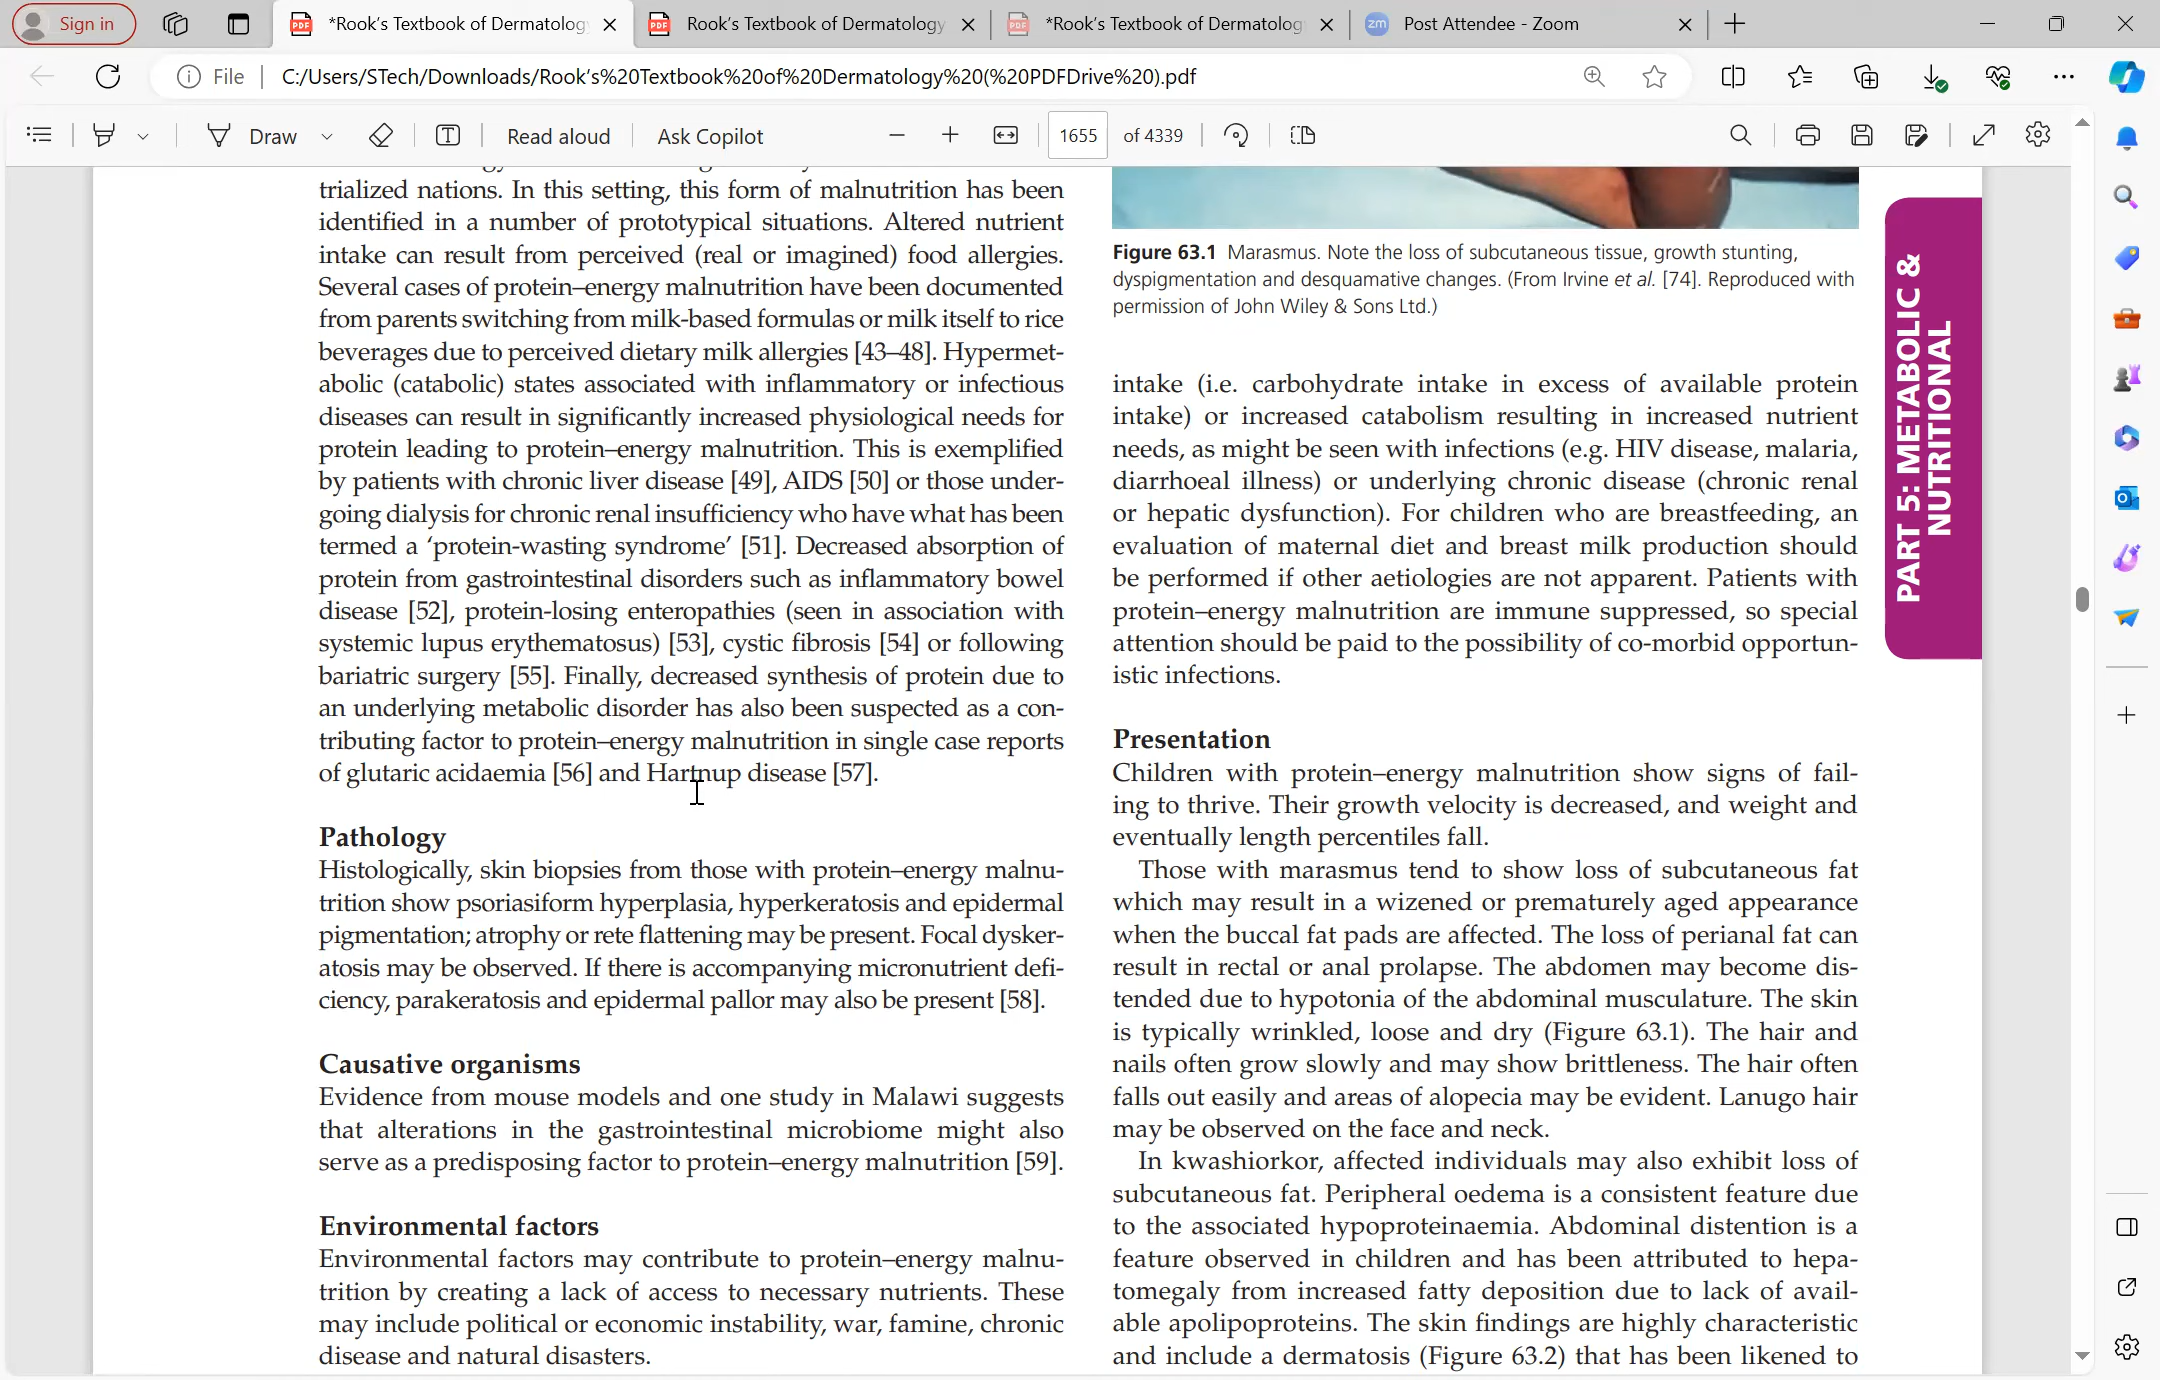 Sign in
*Rook's Textbook of Dermatolog
Rook's Textbook of Dermatology
*Rook's Textbook of Dermatolog
zm Post Attendee - Zoom
File
C:/Users/STech/Downloads/Rook's%20Textbook%20of%20Dermatology%20(%20PDFDrive%20).pdf
Draw
Read aloud
Ask Copilot
1655 of 4339
trialized nations. In this setting, this form of malnutrition has been
identified in a number of prototypical situations. Altered nutrient
intake can result from perceived (real or imagined) food allergies.
Several cases of protein–energy malnutrition have been documented
from parents switching from milk-based formulas or milk itself to rice
beverages due to perceived dietary milk allergies [43–48]. Hypermet-
abolic (catabolic) states associated with inflammatory or infectious
diseases can result in significantly increased physiological needs for
protein leading to protein–energy malnutrition. This is exemplified
by patients with chronic liver disease [49], AIDS [50] or those under-
going dialysis for chronic renal insufficiency who have what has been
termed a 'protein-wasting syndrome' [51]. Decreased absorption of
protein from gastrointestinal disorders such as inflammatory bowel
disease [52], protein-losing enteropathies (seen in association with
systemic lupus erythematosus) [53], cystic fibrosis [54] or following
bariatric surgery [55]. Finally, decreased synthesis of protein due to
an underlying metabolic disorder has also been suspected as a con-
tributing factor to protein–energy malnutrition in single case reports
of glutaric acidaemia [56] and Hartnup disease [57].
Pathology
Histologically, skin biopsies from those with protein–energy malnu-
trition show psoriasiform hyperplasia, hyperkeratosis and epidermal
pigmentation; atrophy or rete flattening may be present. Focal dysker-
atosis may be observed. If there is accompanying micronutrient defi-
ciency, parakeratosis and epidermal pallor may also be present [58].
Causative organisms
Evidence from mouse models and one study in Malawi suggests
that alterations in the gastrointestinal microbiome might also
serve as a predisposing factor to protein–energy malnutrition [59].
Environmental factors
Environmental factors may contribute to protein–energy malnu-
trition by creating a lack of access to necessary nutrients. These
may include political or economic instability, war, famine, chronic
disease and natural disasters.
Figure 63.1 Marasmus. Note the loss of subcutaneous tissue, growth stunting,
dyspigmentation and desquamative changes. (From Irvine et al. [74]. Reproduced with
permission of John Wiley & Sons Ltd.)
intake (i.e. carbohydrate intake in excess of available protein
intake) or increased catabolism resulting in increased nutrient
needs, as might be seen with infections (e.g. HIV disease, malaria,
diarrhoeal illness) or underlying chronic disease (chronic renal
or hepatic dysfunction). For children who are breastfeeding, an
evaluation of maternal diet and breast milk production should
be performed if other aetiologies are not apparent. Patients with
protein–energy malnutrition are immune suppressed, so special
attention should be paid to the possibility of co-morbid opportun-
istic infections.
Presentation
Children with protein–energy malnutrition show signs of fail-
ing to thrive. Their growth velocity is decreased, and weight and
eventually length percentiles fall.
Those with marasmus tend to show loss of subcutaneous fat
which may result in a wizened or prematurely aged appearance
when the buccal fat pads are affected. The loss of perianal fat can
result in rectal or anal prolapse. The abdomen may become dis-
tended due to hypotonia of the abdominal musculature. The skin
is typically wrinkled, loose and dry (Figure 63.1). The hair and
nails often grow slowly and may show brittleness. The hair often
falls out easily and areas of alopecia may be evident. Lanugo hair
may be observed on the face and neck.
In kwashiorkor, affected individuals may also exhibit loss of
subcutaneous fat. Peripheral oedema is a consistent feature due
to the associated hypoproteinaemia. Abdominal distention is a
feature observed in children and has been attributed to hepa-
tomegaly from increased fatty deposition due to lack of avail-
able apolipoproteins. The skin findings are highly characteristic
and include a dermatosis (Figure 63.2) that has been likened to
PART 5: METABOLIC &
NUTRITIONAL